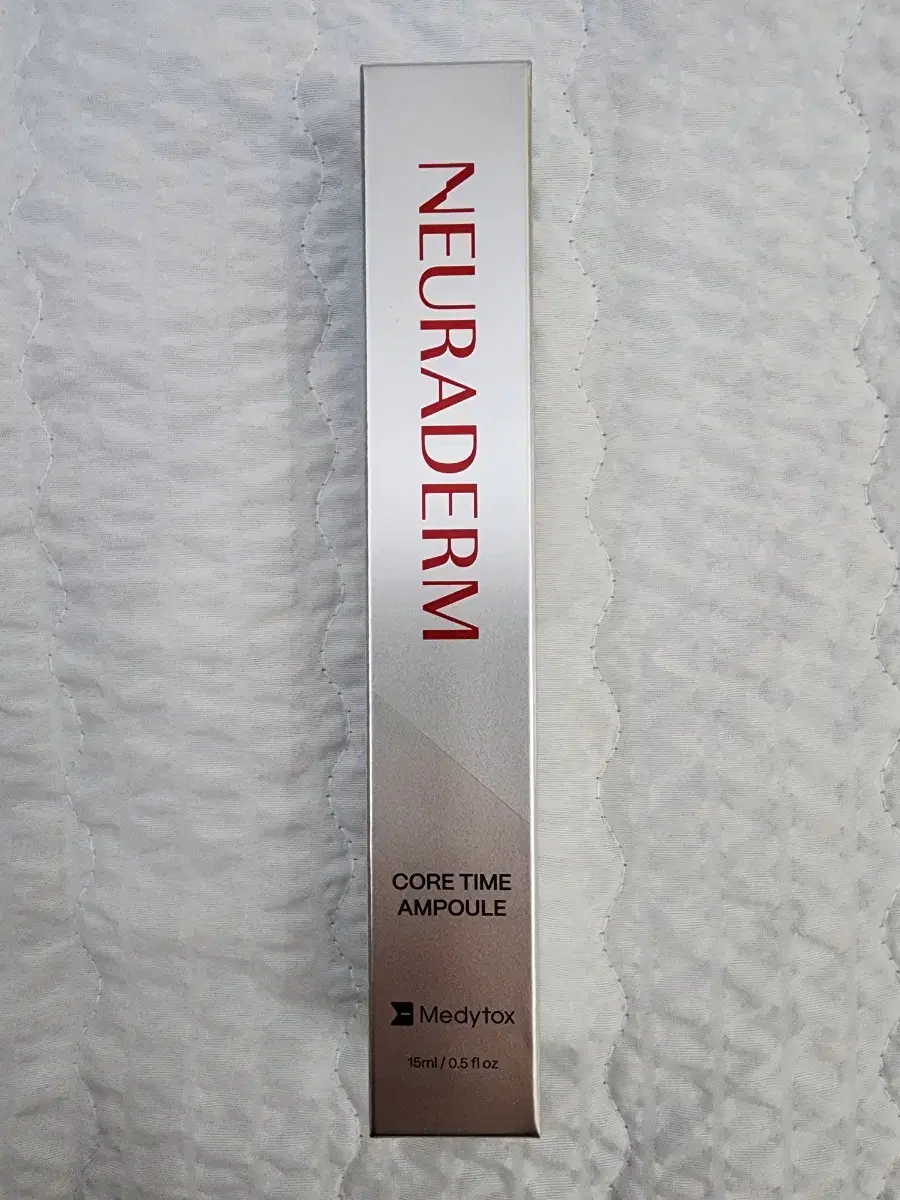 NEURADERM
CORE TIME
AMPOULE
Medytox
15ml / 0.5 fl oz